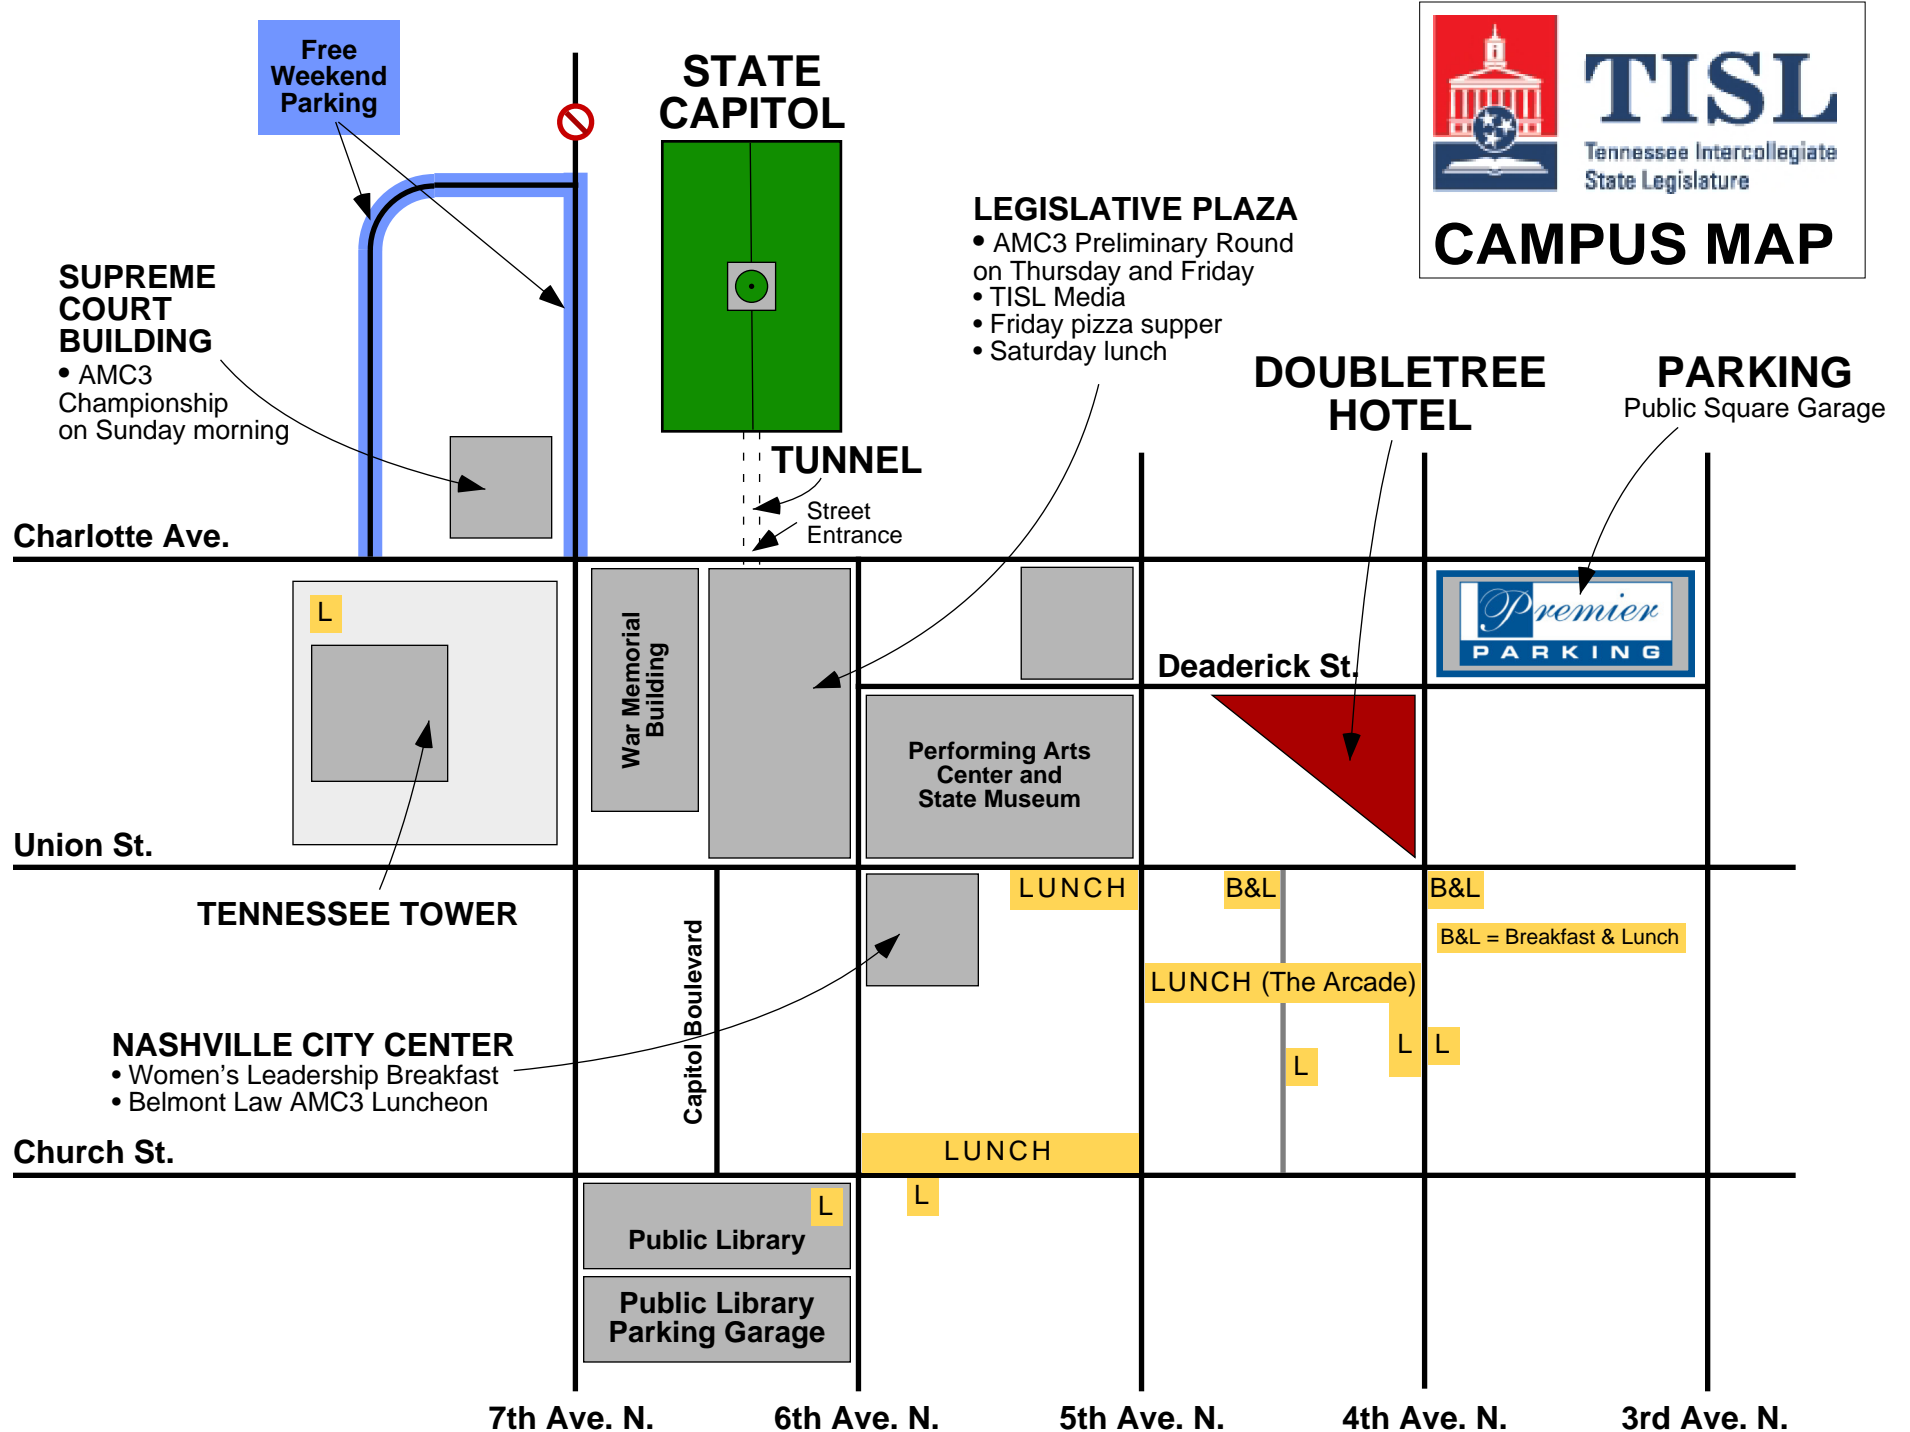 Free
Weekend
Parking
STATE
CAPITOL
TISL
Tennessee Intercollegiate
State Legislature
CAMPUS MAP
LEGISLATIVE PLAZA
• AMC3 Preliminary Round
on Thursday and Friday
• TISL Media
• Friday pizza supper
• Saturday lunch
SUPREME
COURT
BUILDING
• AMC3
Championship
on Sunday morning
DOUBLETREE
HOTEL
PARKING
Public Square Garage
TUNNEL
Street
Entrance
Charlotte Ave.
L
War Memorial
Building
Premier
PARKING
Deaderick St.
Performing Arts
Center and
State Museum
Union St.
TENNESSEE TOWER
LUNCH
B&L
B&L
B&L = Breakfast & Lunch
Capitol Boulevard
LUNCH (The Arcade)
L
L
L
NASHVILLE CITY CENTER
• Women's Leadership Breakfast
• Belmont Law AMC3 Luncheon
Church St.
LUNCH
L
L
Public Library
Public Library
Parking Garage
7th Ave. N.
6th Ave. N.
5th Ave. N.
4th Ave. N.
3rd Ave. N.